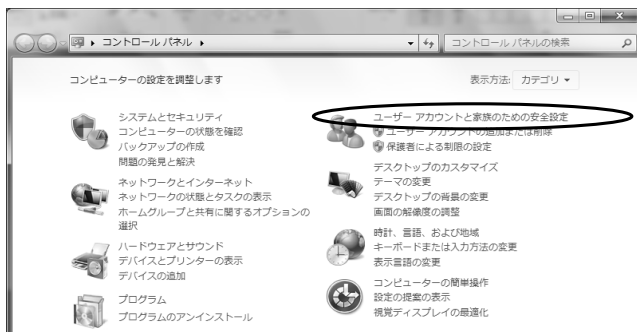 コントロール パネル
コントロール パネルの検索
コンピューターの設定を調整します
表示方法: カテゴリ
システムとセキュリティ
コンピューターの状態を確認
バックアップの作成
問題の発見と解決
ネットワークとインターネット
ネットワークの状態とタスクの表示
ホームグループと共有に関するオプションの
選択
ハードウェアとサウンド
デバイスとプリンターの表示
デバイスの追加
プログラム
プログラムのアンインストール
ユーザー アカウントと家族のための安全設定
ユーザー アカウントの追加または削除
保護者による制限の設定
デスクトップのカスタマイズ
テーマの変更
デスクトップの背景の変更
画面の解像度の調整
時計、言語、および地域
キーボードまたは入力方法の変更
表示言語の変更
コンピューターの簡単操作
設定の提案の表示
視覚ディスプレイの最適化